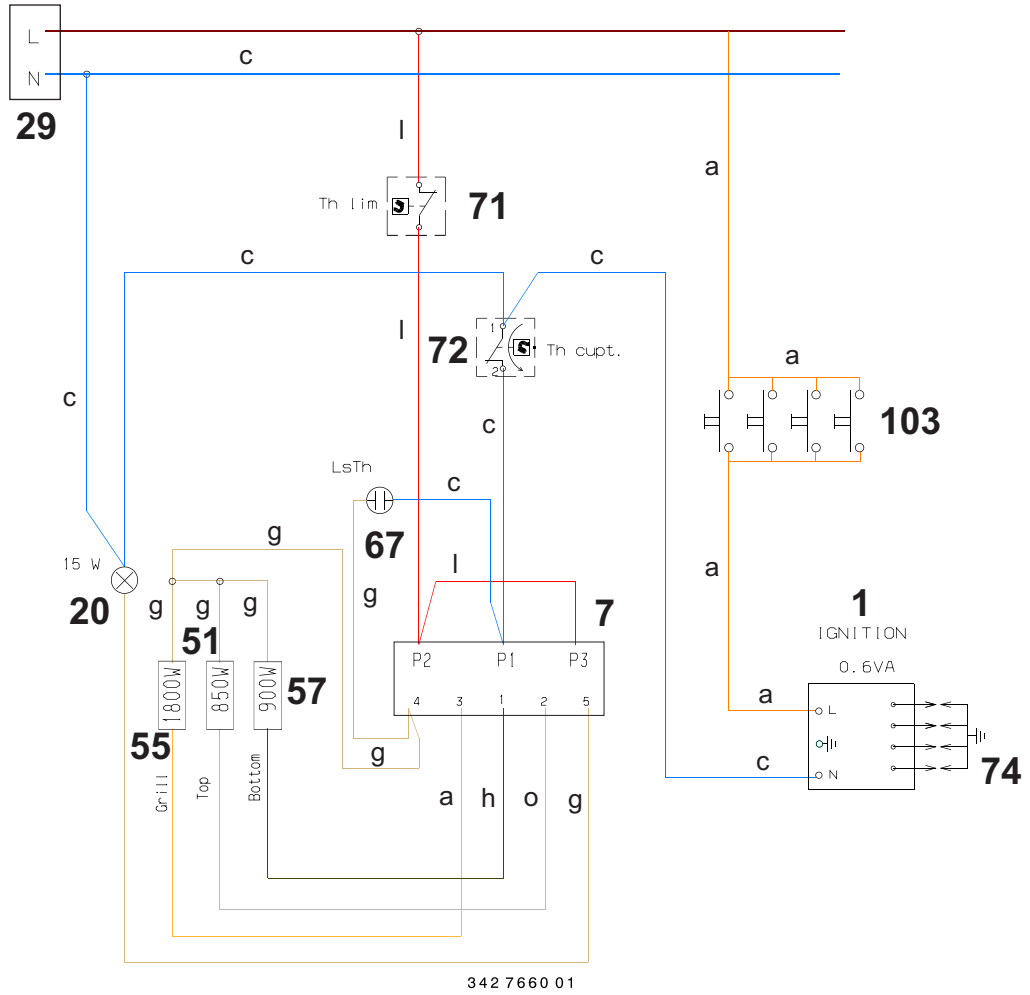 L
c
N
29
l
a
Th lim
71
c
c
l
72
1
2
Th cupt.
a
c
103
c
LsTh
c
g
67
15 W
g
l
a
20
g
g
g
51
7
1
IGNITION
P2
P1
P3
0.6VA
1800W
850W
900W
57
4
3
1
2
5
a
L
55
g
c
N
74
Grill
Top
Bottom
a
h
o
g
342 7660 01